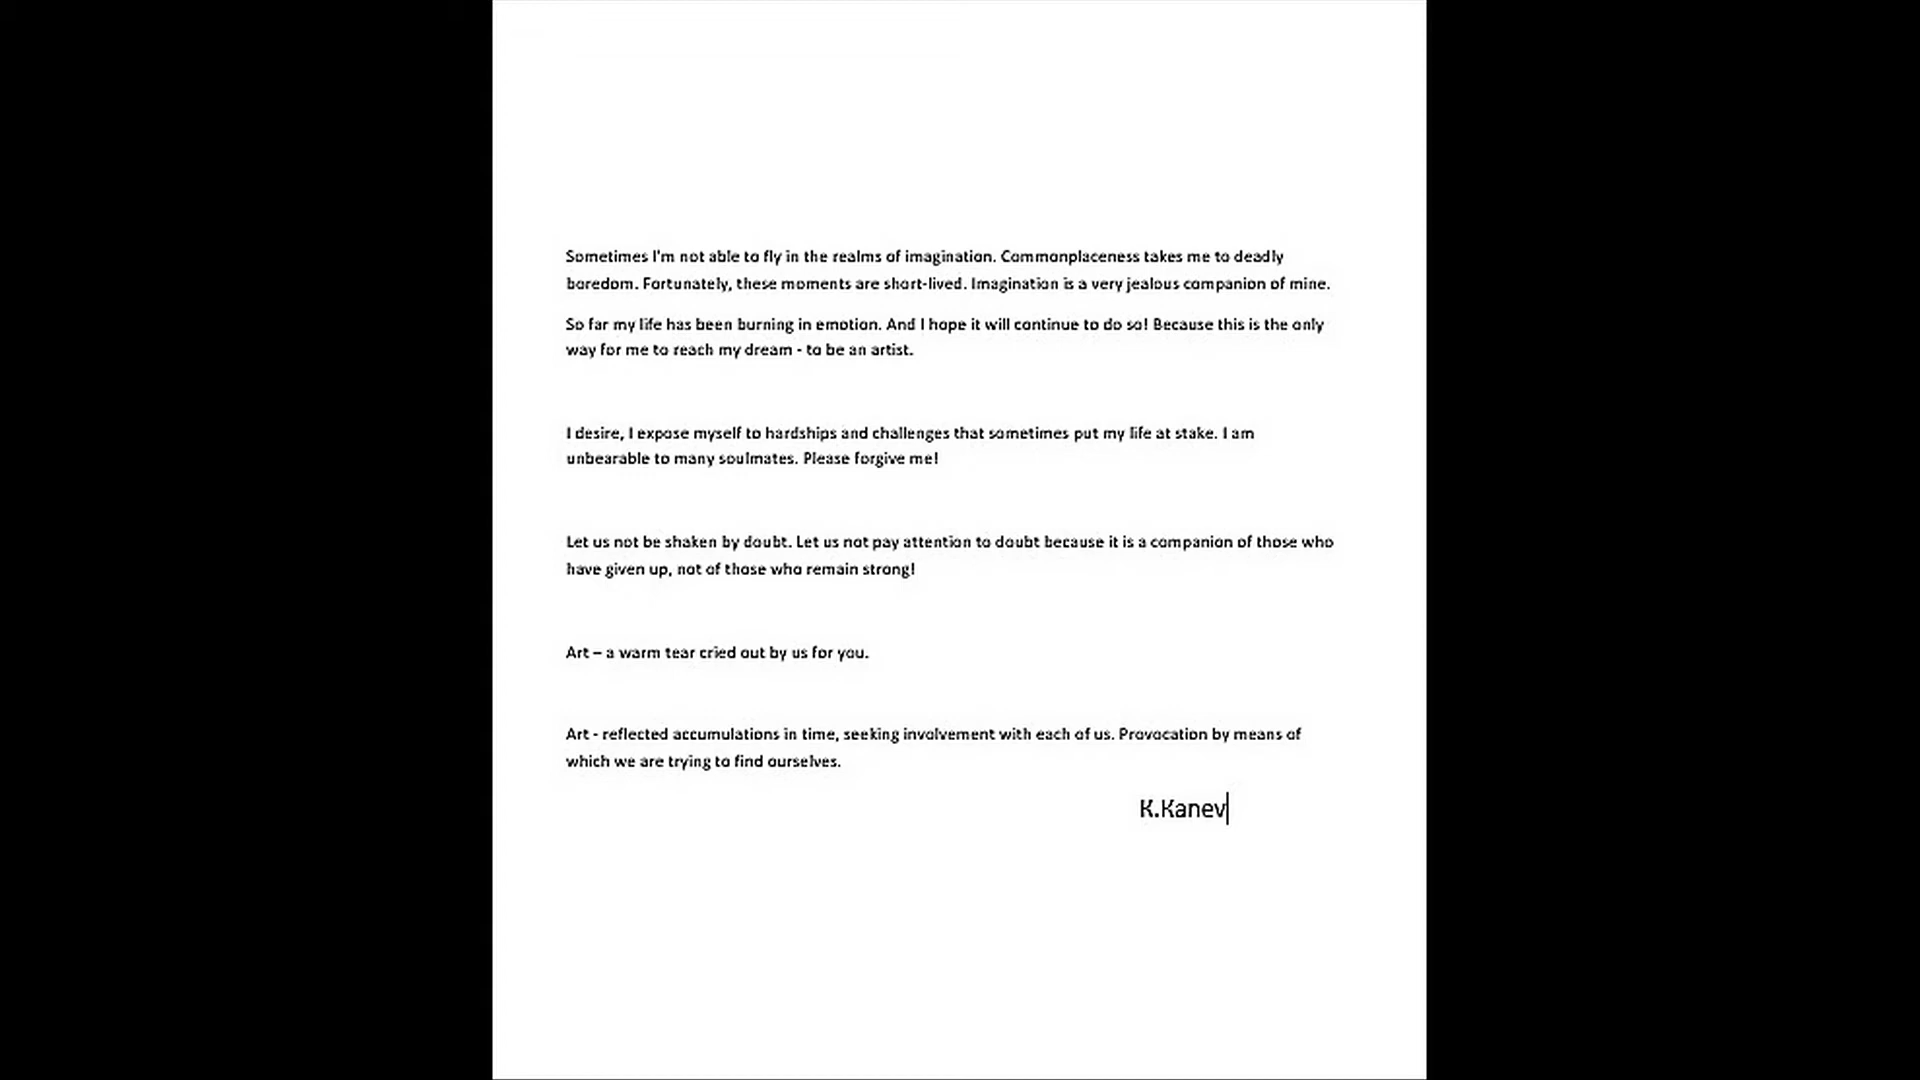 Sometimes I'm not able to fly in the realms of imagination. Commonplaceness takes me to deadly
boredom. Fortunately, these moments are short-lived. Imagination is a very jealous companion of mine.
So far my life has been burning in emotion. And I hope it will continue to do so! Because this is the only
way for me to reach my dream - to be an artist.
I desire, I expose myself to hardships and challenges that sometimes put my life at stake. I am
unbearable to many soulmates. Please forgive me!
Let us not be shaken by doubt. Let us not pay attention to doubt because it is a companion of those who
have given up, not of those who remain strong!
Art – a warm tear cried out by us for you.
Art - reflected accumulations in time, seeking involvement with each of us. Provocation by means of
which we are trying to find ourselves.
K.Kanev